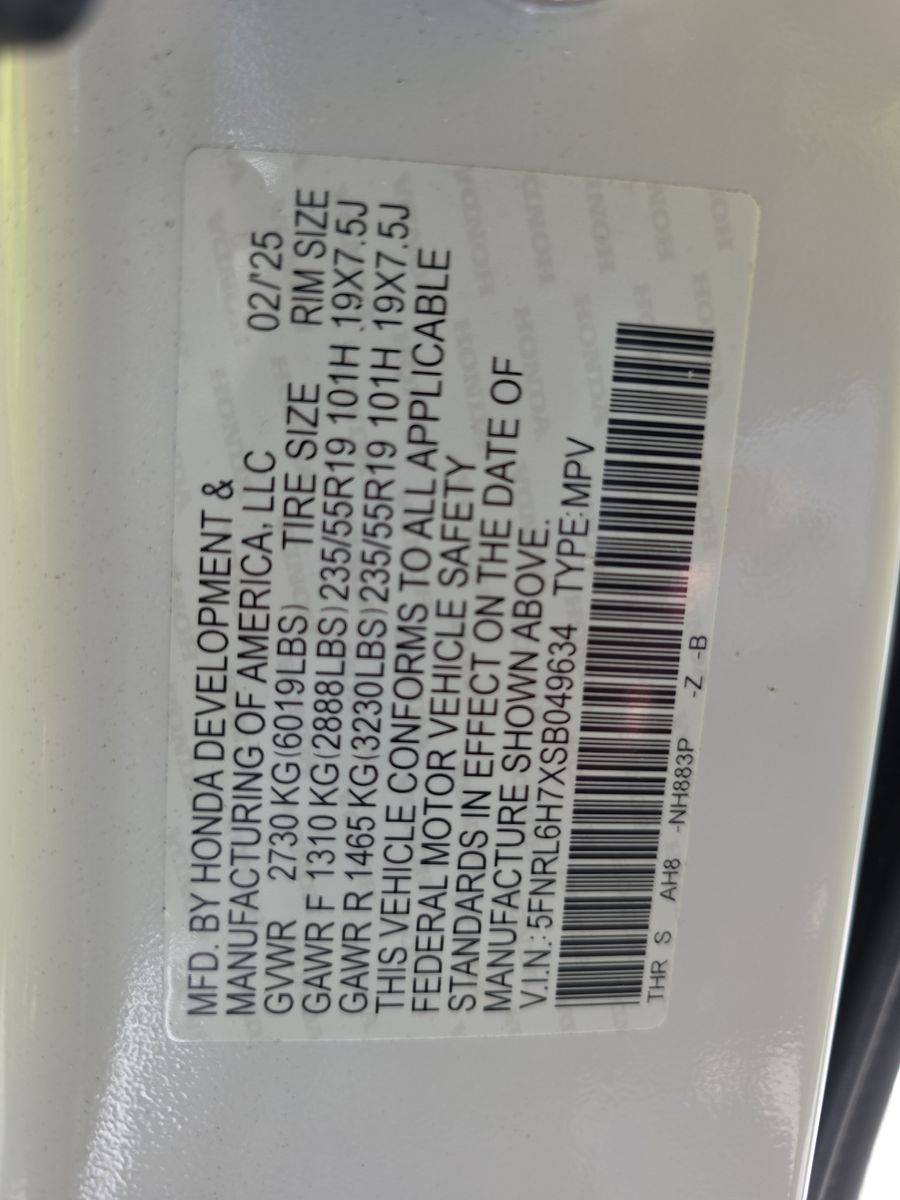 MFD. BY HONDA DEVELOPMENT &
MANUFACTURING OF AMERICA, LLC 02/'25
GVWR 2730 KG(6019LBS) TIRE SIZE RIM SIZE
GAWR F 1310 KG(2888LBS) 235/55R19 101H 19X7.5J
GAWR R 1465 KG(3230LBS) 235/55R19 101H 19X7.5J
THIS VEHICLE CONFORMS TO ALL APPLICABLE
FEDERAL MOTOR VEHICLE SAFETY
STANDARDS IN EFFECT ON THE DATE OF
MANUFACTURE SHOWN ABOVE.
V.I.N.: 5FNRL6H7XSB049634 TYPE: MPV
THR S AH8 -NH883P -Z -B